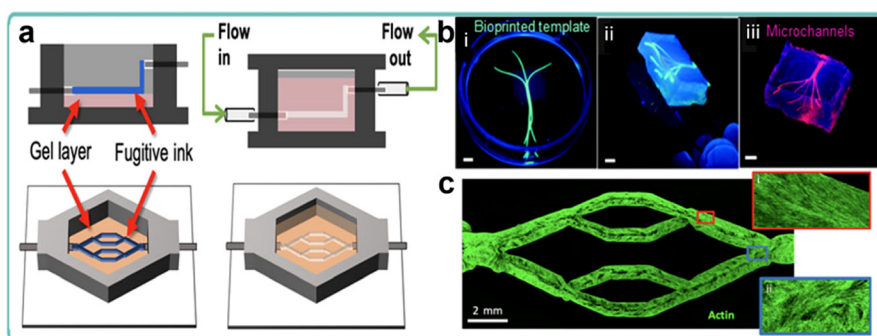 a
Flow
in
Flow
out
Gel layer
Fugitive ink
b
Bioprinted template
i
ii
iii
Microchannels
c
i
ii
2 mm
Actin